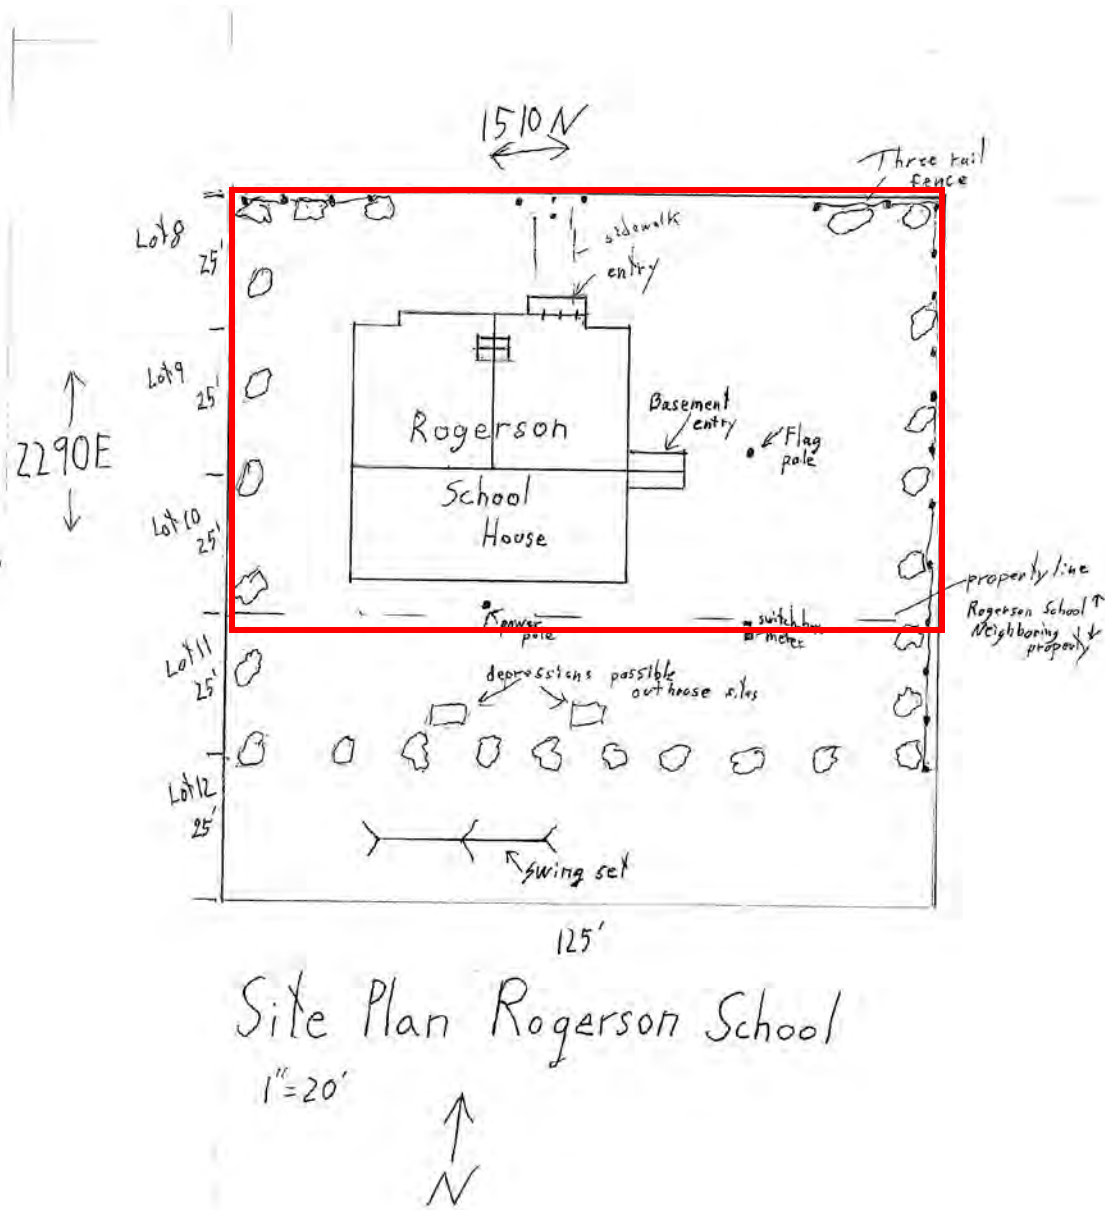 1510 N
Three rail
fence
Lot 8
25'
sidewalk
entry
Lot 9
25'
2290E
Basement
entry
Flag
pole
Rogerson
School
House
Lot 10
25'
property line
Rogerson School ↑
Neighboring
property ↓
power
pole
switch box
meter
Lot 11
25'
depressions possible
outhouse sites
Lot 12
25'
swing set
125'
Site Plan Rogerson School
1"=20'
N